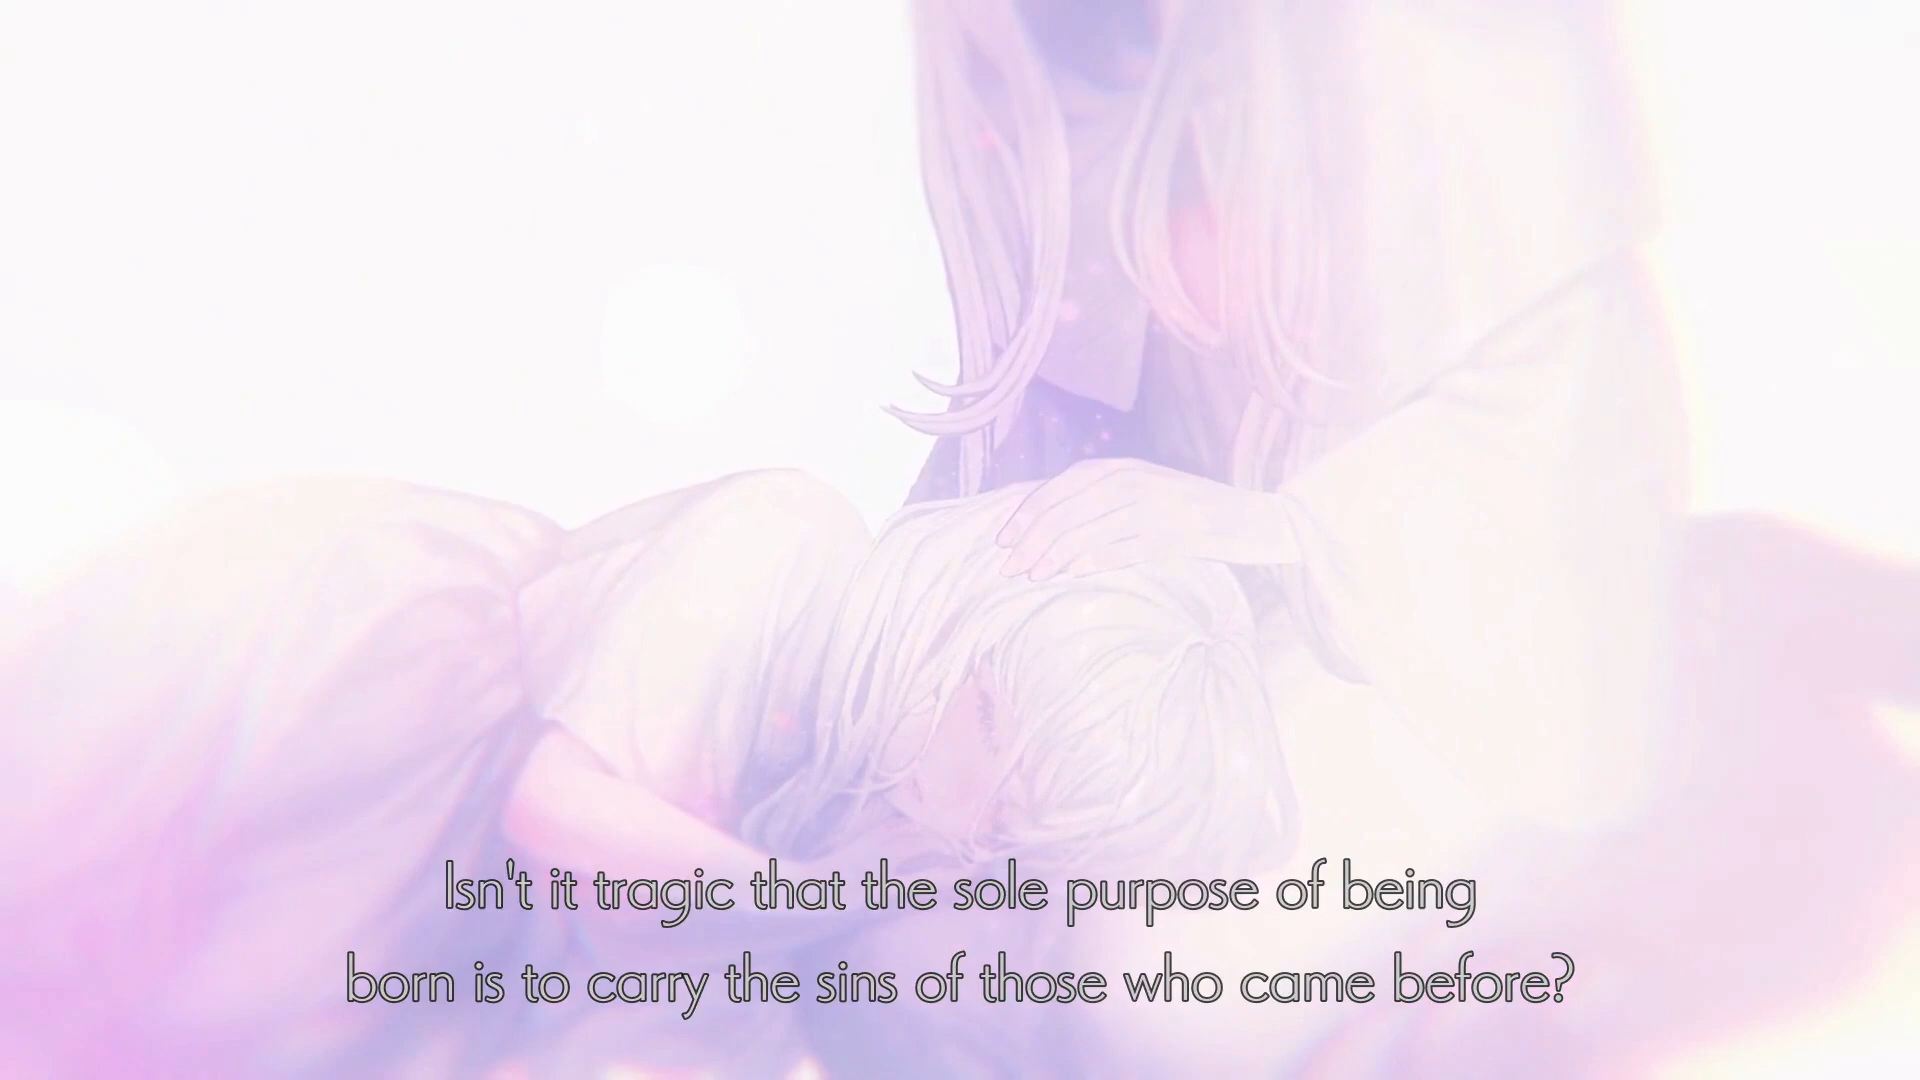 Isn't it tragic that the sole purpose of being
born is to carry the sins of those who came before?